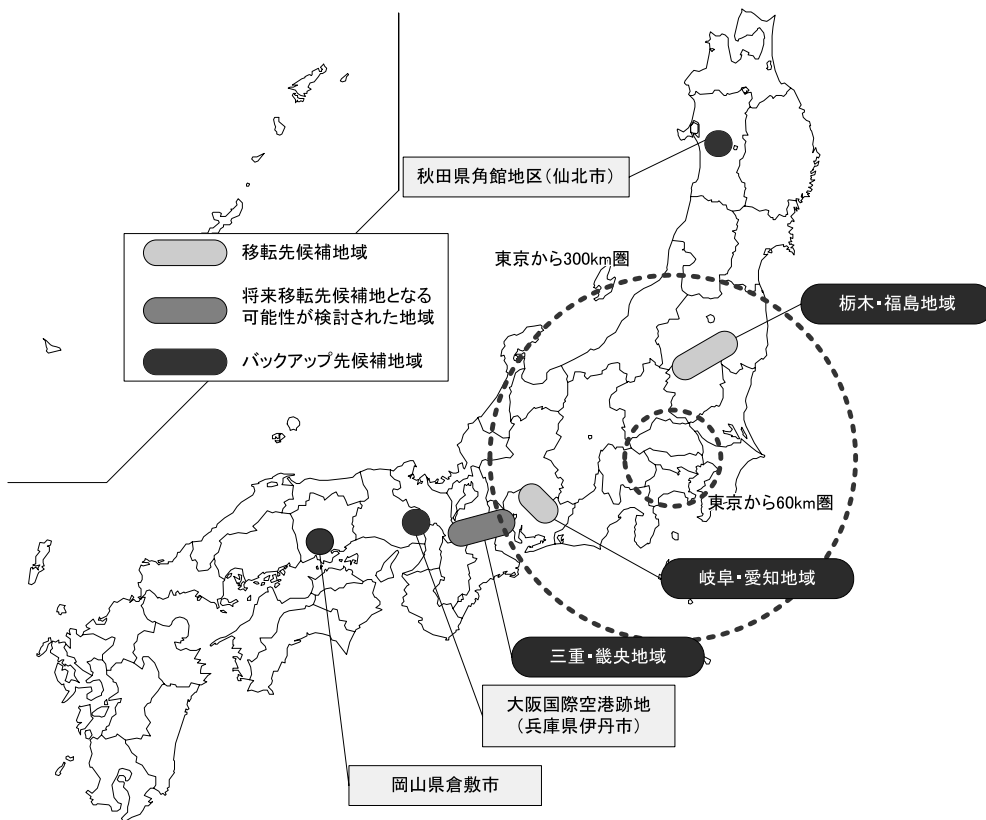 秋田県角館地区(仙北市)
移転先候補地域
将来移転先候補地となる
可能性が検討された地域
バックアップ先候補地域
東京から300km圏
栃木・福島地域
東京から60km圏
岐阜・愛知地域
三重・畿央地域
大阪国際空港跡地
(兵庫県伊丹市)
岡山県倉敷市